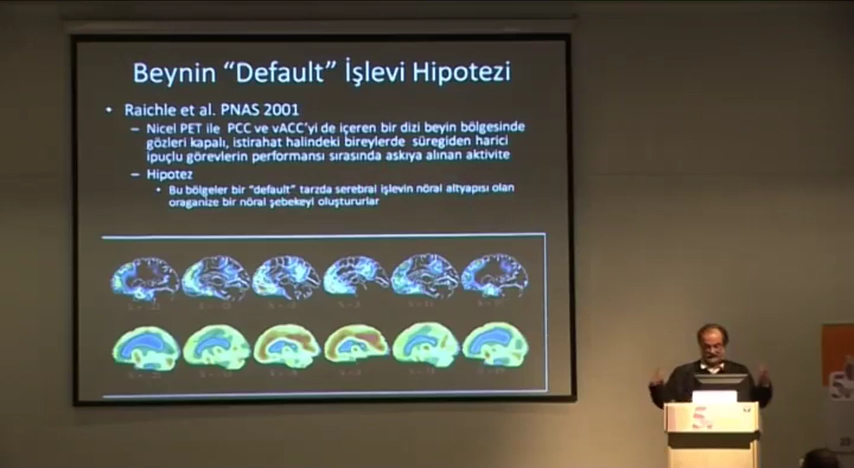 Beynin “Default” İşlevi Hipotezi
• Raichle et al. PNAS 2001
– Nicel PET ile PCC ve vACC'yi de içeren bir dizi beyin bölgesinde
gözleri kapalı, istirahat halindeki bireylerde süregiden harici
ipuçlu görevlerin performansı sırasında askıya alınan aktivite
– Hipotez
• Bu bölgeler bir “default” tarzda serebral işlevin nöral altyapısı olan
oraganize bir nöral şebekeyi oluştururlar
5.
5.